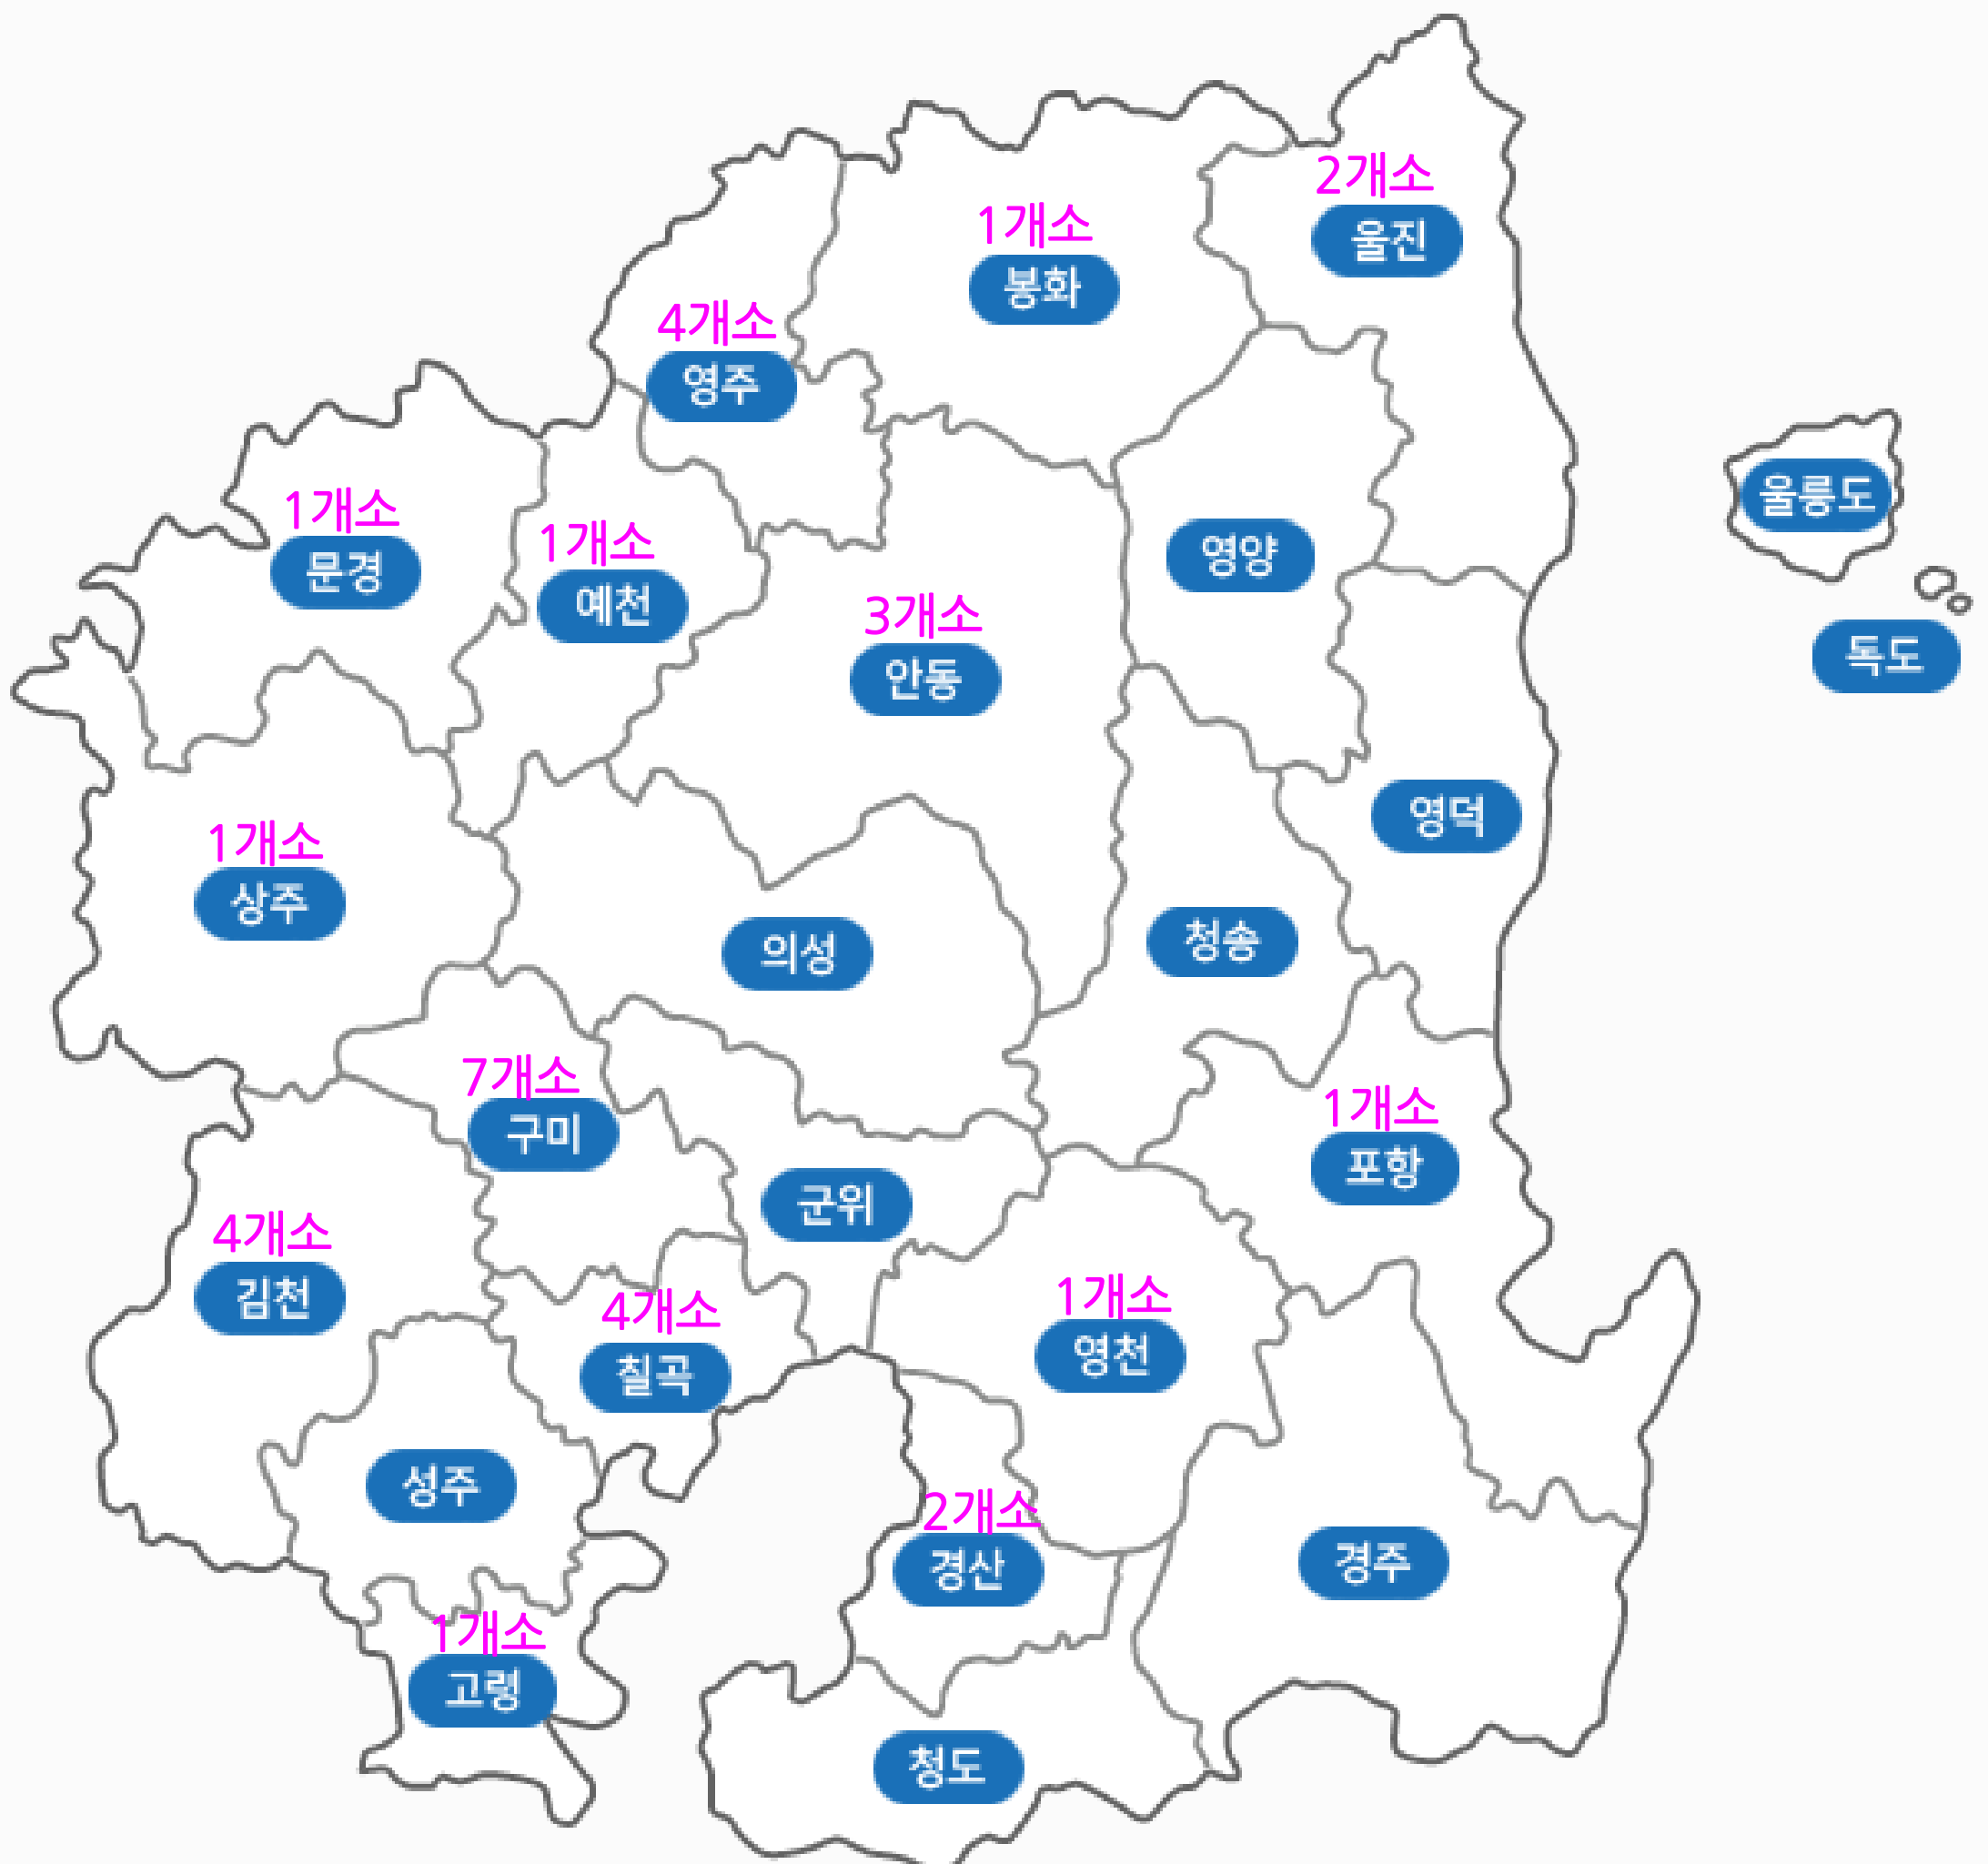 2개소
울진
1개소
봉화
4개소
영주
울릉도
1개소
문경
1개소
예천
영양
3개소
안동
독도
영덕
1개소
상주
청송
의성
7개소
구미
1개소
포항
군위
4개소
김천
1개소
영천
4개소
칠곡
성주
2개소
경산
경주
1개소
고령
청도